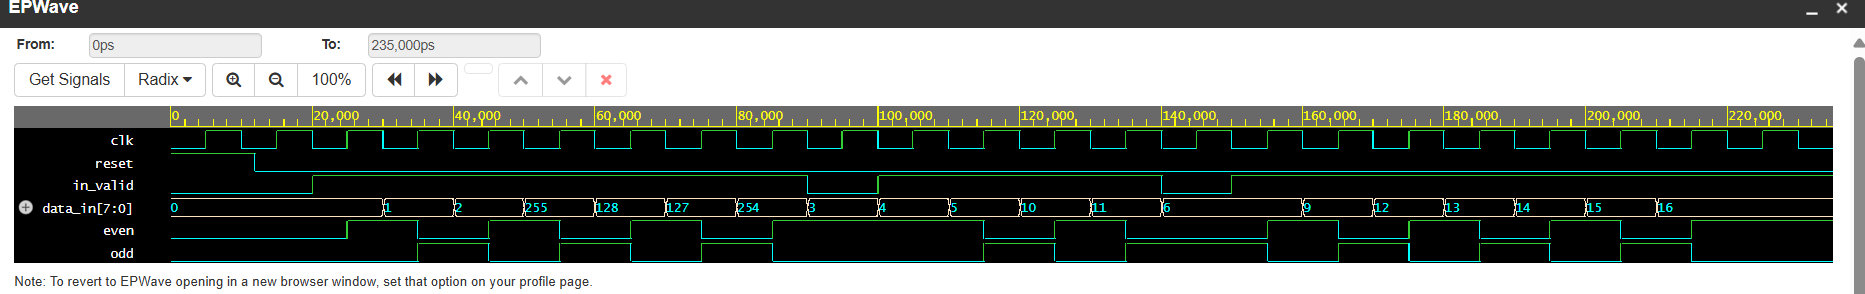 EPWave
From: 0ps To: 235,000ps
Get Signals Radix 100%
0 20,000 40,000 60,000 80,000 100,000 120,000 140,000 160,000 180,000 200,000 220,000
clk
reset
in_valid
data_in[7:0] 0 1 2 255 128 127 254 3 4 5 10 11 6 9 12 13 14 15 16
even
odd
Note: To revert to EPWave opening in a new browser window, set that option on your profile page.